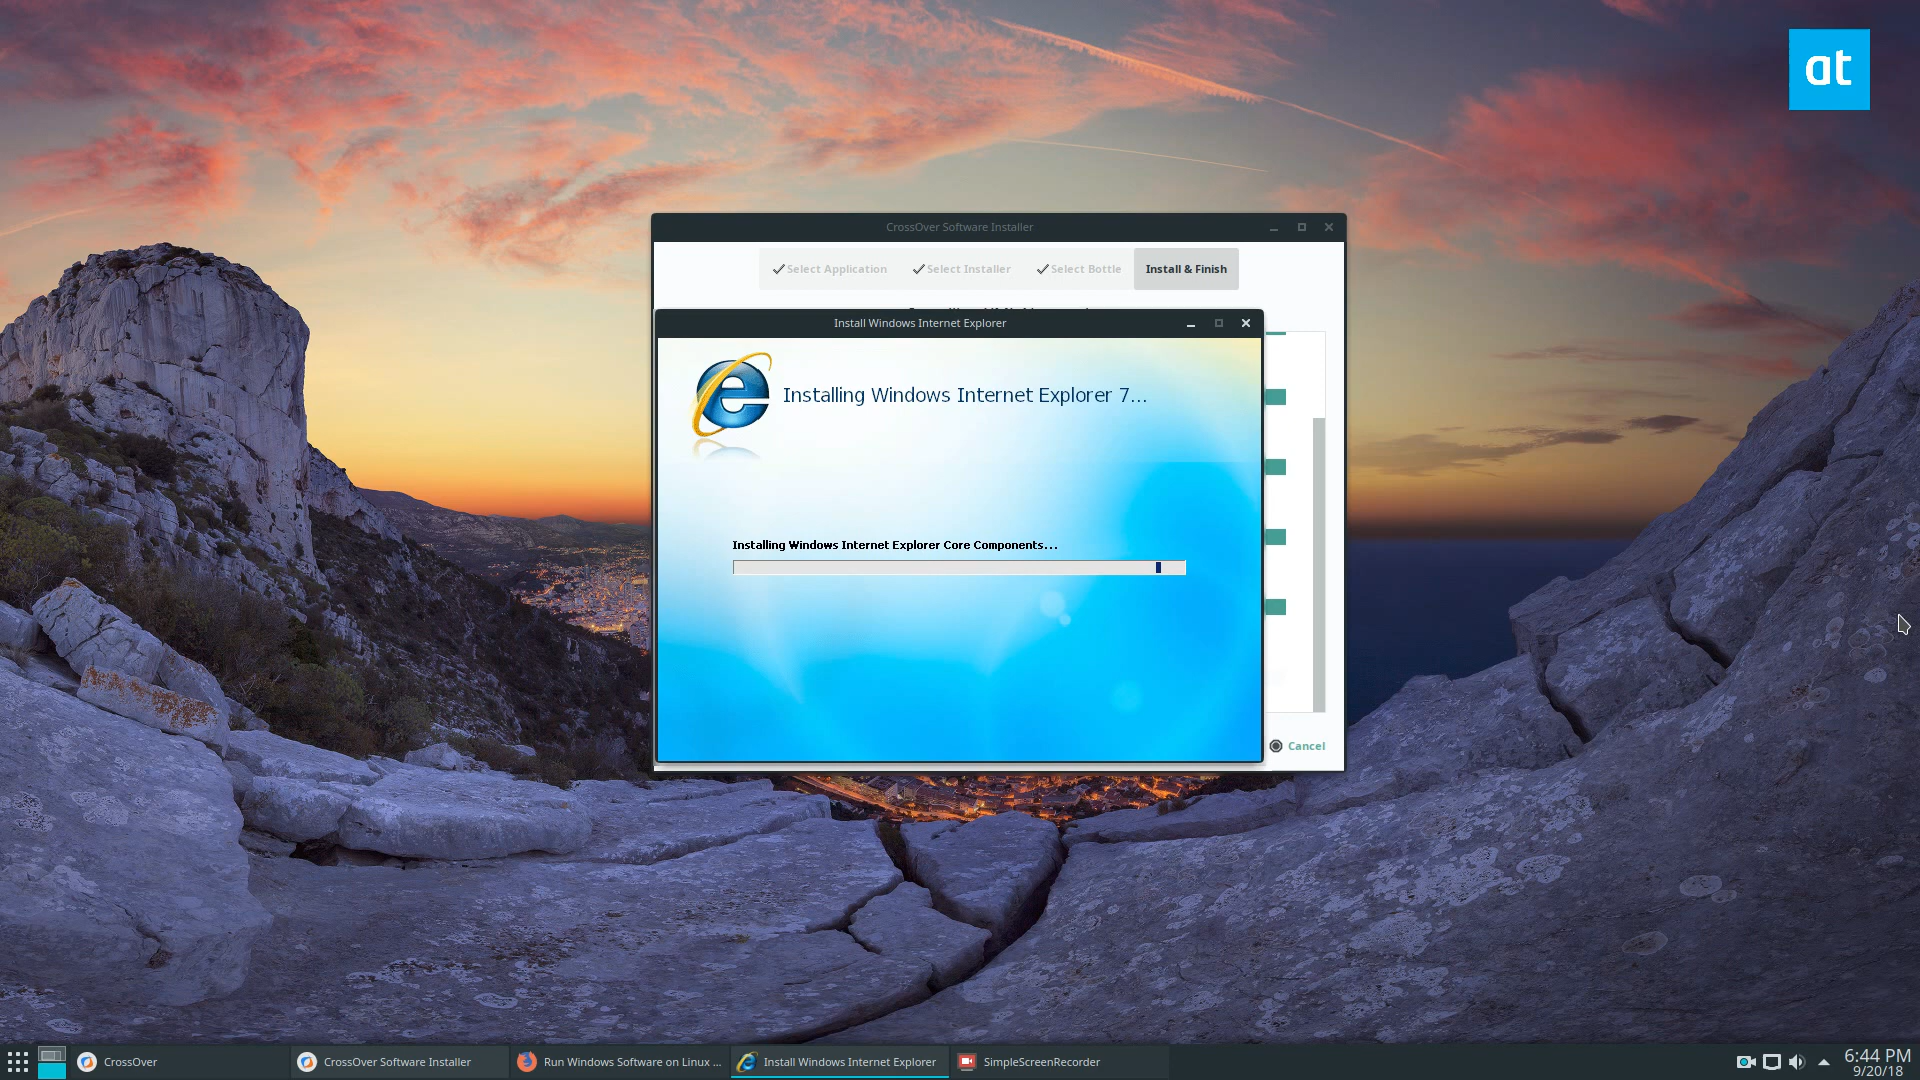 at
CrossOver Software Installer
Select Application Select Installer Select Bottle Install & Finish
Install Windows Internet Explorer
Installing Windows Internet Explorer 7...
Installing Windows Internet Explorer Core Components...
Cancel
CrossOver CrossOver Software Installer Run Windows Software on Linux ... Install Windows Internet Explorer SimpleScreenRecorder 6:44 PM
9/20/18